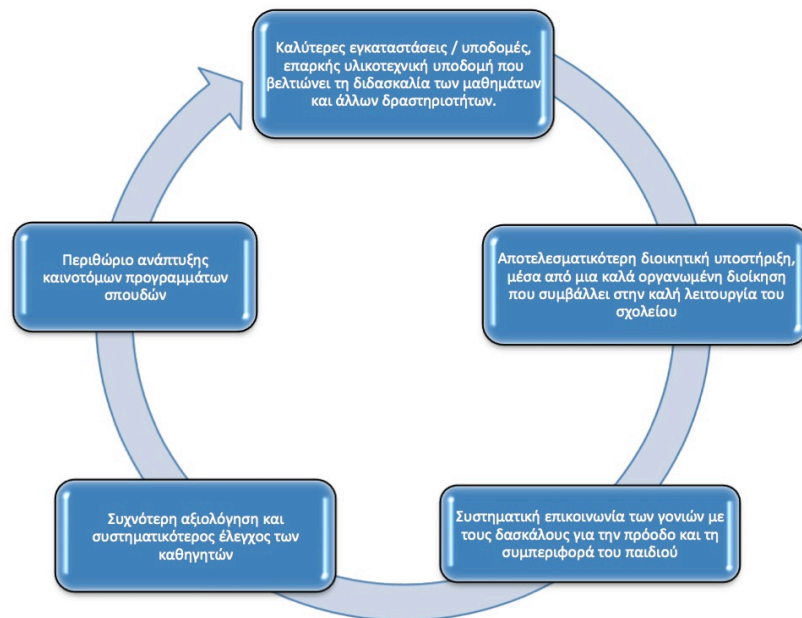 Καλύτερες εγκαταστάσεις / υποδομές,
επαρκής υλικοτεχνική υποδομή που
βελτιώνει τη διδασκαλία των μαθημάτων
και άλλων δραστηριοτήτων.
Αποτελεσματικότερη διοικητική υποστήριξη,
μέσα από μια καλά οργανωμένη διοίκηση
που συμβάλλει στην καλή λειτουργία του
σχολείου
Συστηματική επικοινωνία των γονιών με
τους δασκάλους για την πρόοδο και τη
συμπεριφορά του παιδιού
Συχνότερη αξιολόγηση και
συστηματικότερος έλεγχος των
καθηγητών
Περιθώριο ανάπτυξης
καινοτόμων προγραμμάτων
σπουδών